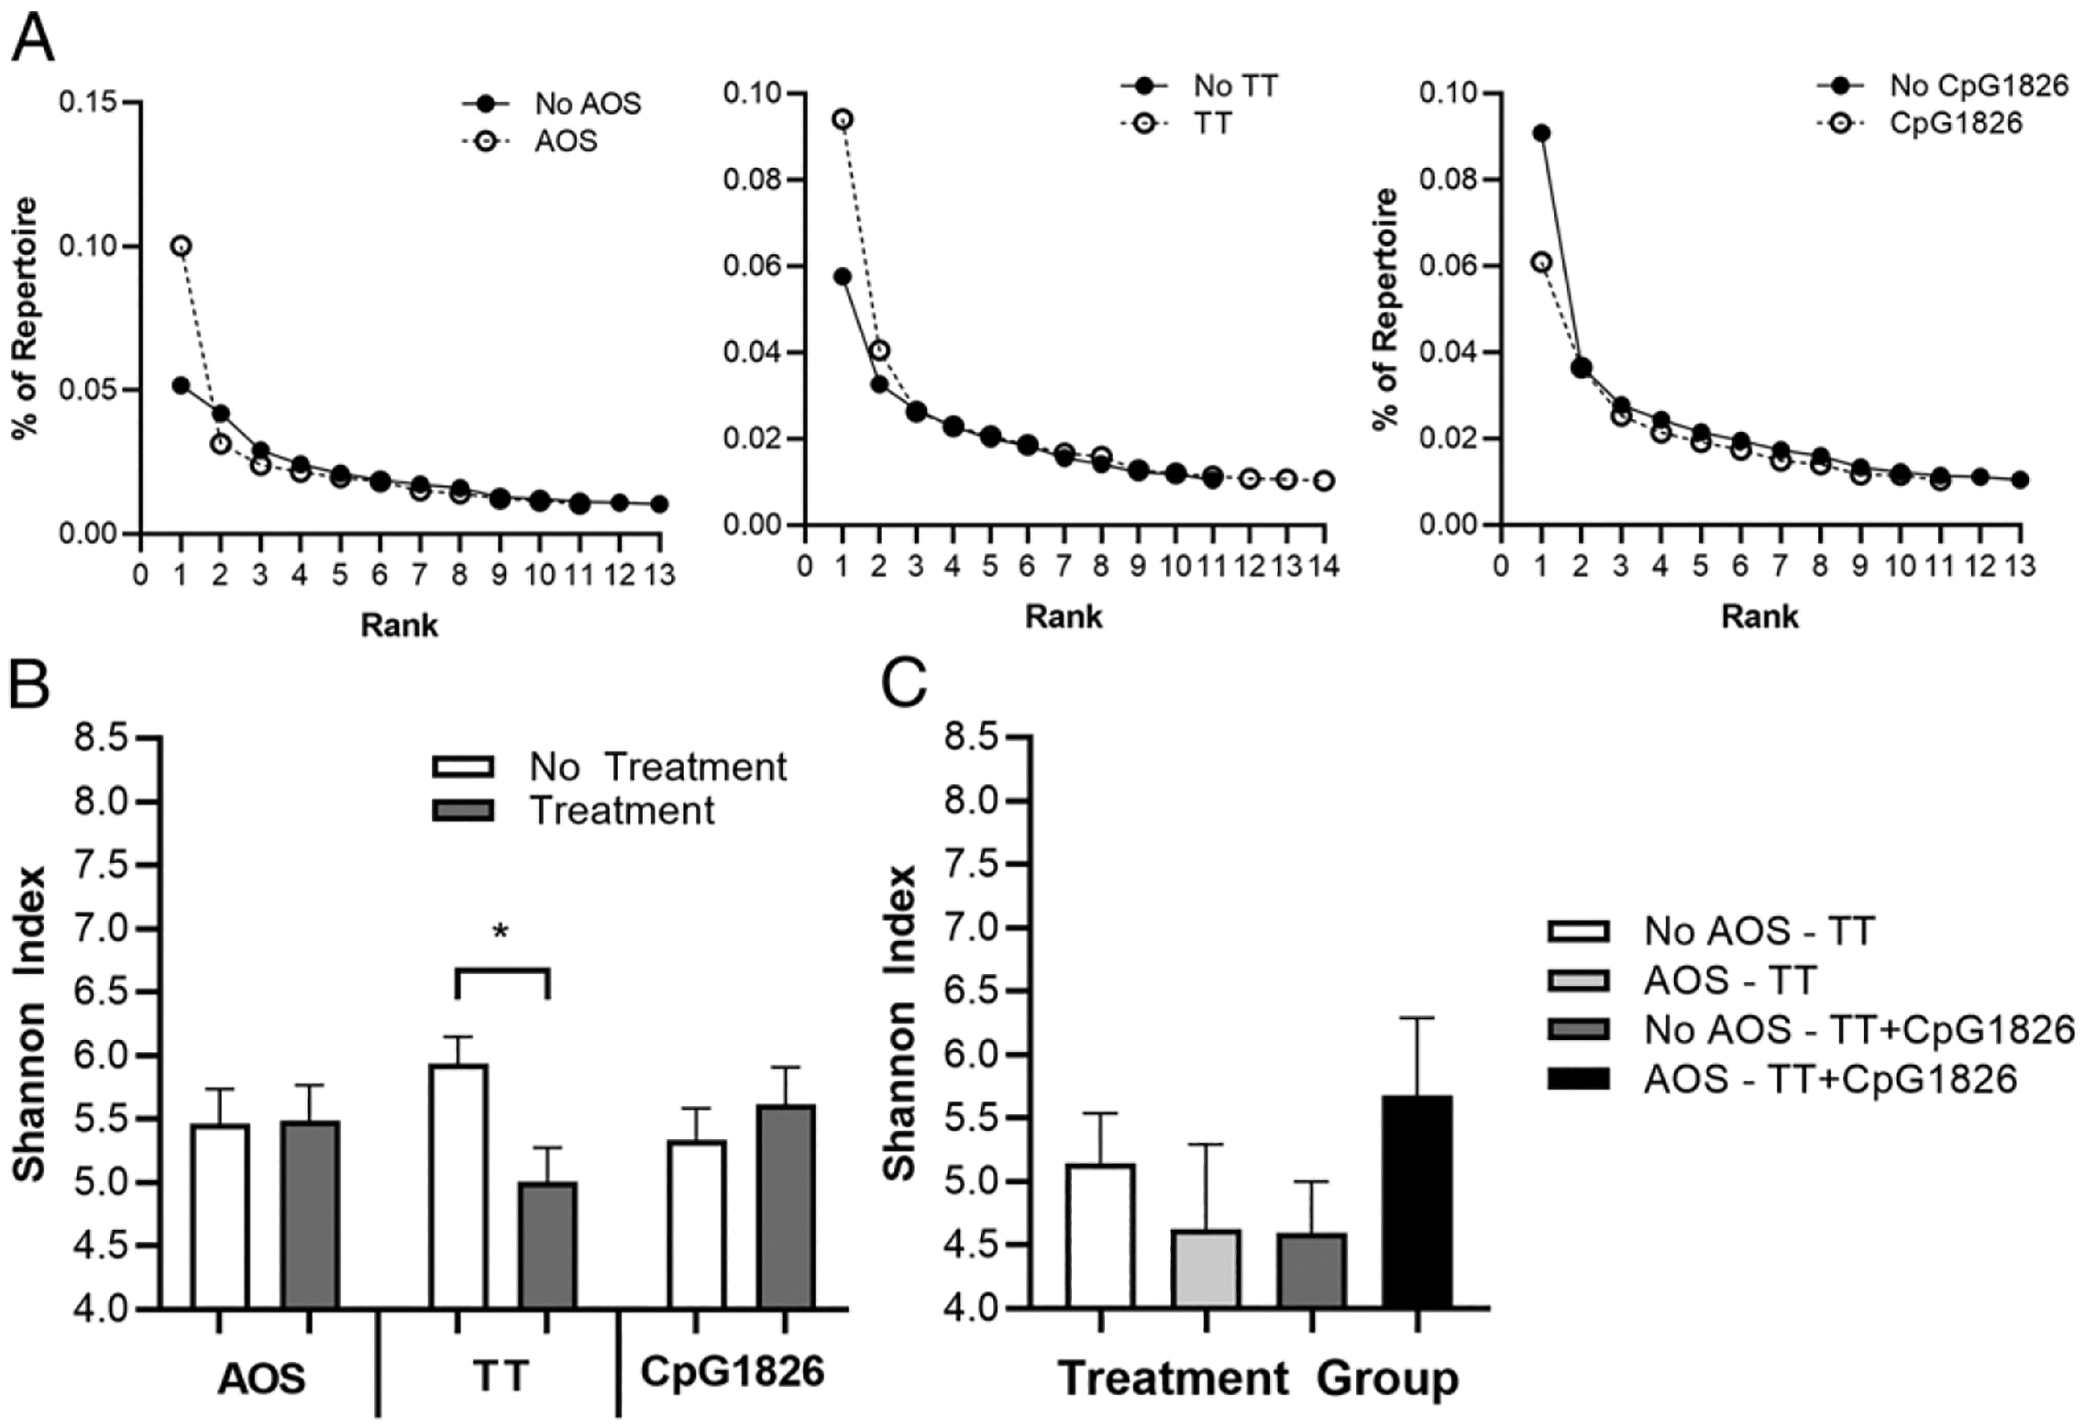 A
0.15
0.10
0.05
0.00
% of Repertoire
No AOS
AOS
0 1 2 3 4 5 6 7 8 9 10 11 12 13
Rank
0.10
0.08
0.06
0.04
0.02
0.00
No TT
TT
0 1 2 3 4 5 6 7 8 9 10 11 12 13 14
Rank
% of Repertoire
0.10
0.08
0.06
0.04
0.02
0.00
No CpG1826
CpG1826
0 1 2 3 4 5 6 7 8 9 10 11 12 13
Rank
B
Shannon Index
8.5
8.0
7.5
7.0
6.5
6.0
5.5
5.0
4.5
4.0
No Treatment
Treatment
*
AOS
TT
CpG1826
C
Shannon Index
8.5
8.0
7.5
7.0
6.5
6.0
5.5
5.0
4.5
4.0
Treatment Group
No AOS - TT
AOS - TT
No AOS - TT+CpG1826
AOS - TT+CpG1826